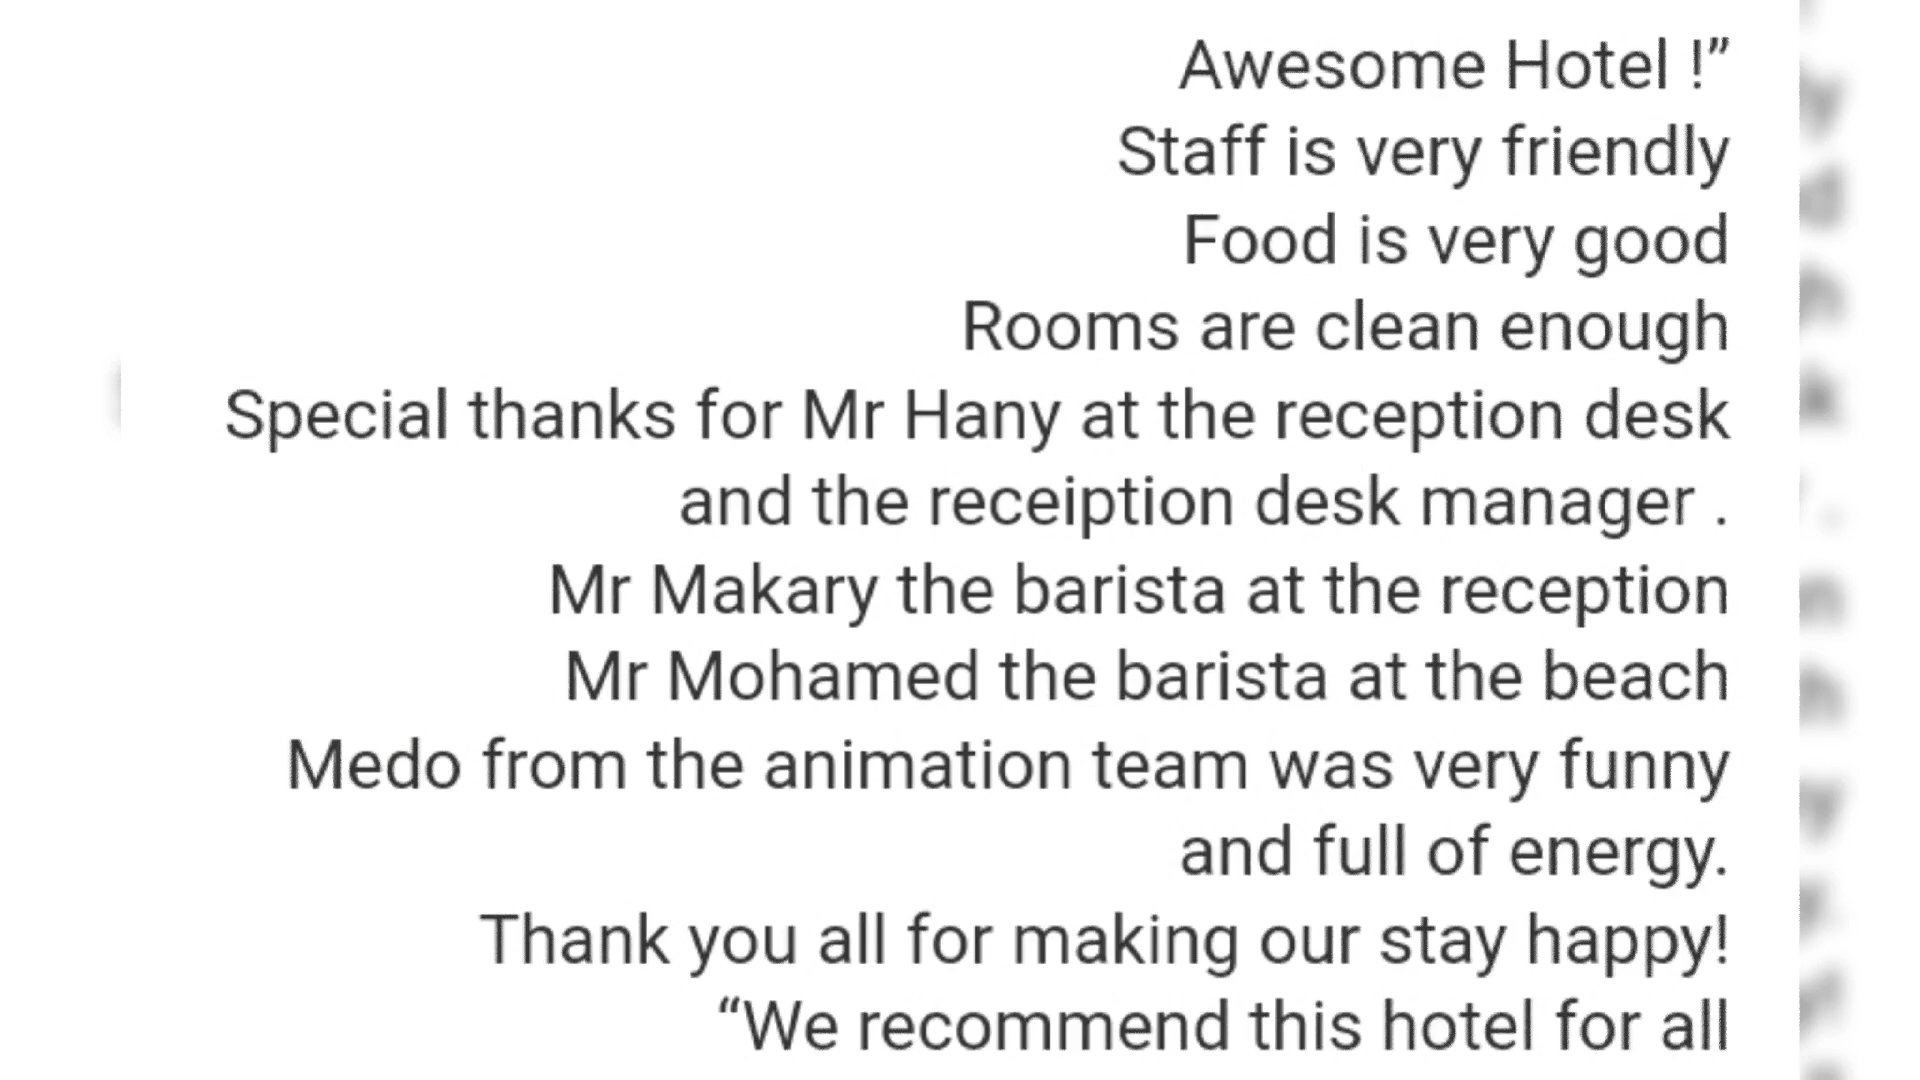 Awesome Hotel !”
Staff is very friendly
Food is very good
Rooms are clean enough
Special thanks for Mr Hany at the reception desk
and the receiption desk manager .
Mr Makary the barista at the reception
Mr Mohamed the barista at the beach
Medo from the animation team was very funny
and full of energy.
Thank you all for making our stay happy!
“We recommend this hotel for all